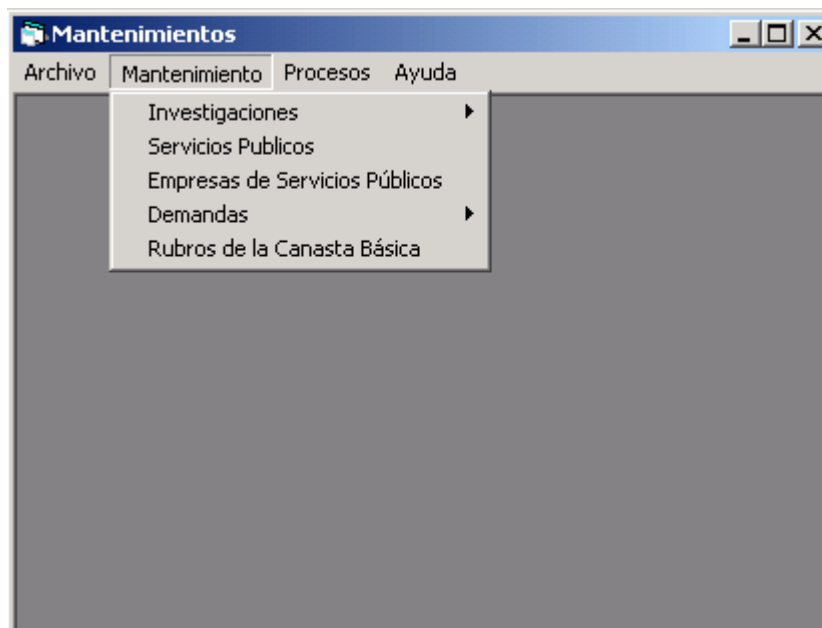 Mantenimientos
Archivo Mantenimiento Procesos Ayuda
Investigaciones
Servicios Publicos
Empresas de Servicios Públicos
Demandas
Rubros de la Canasta Básica